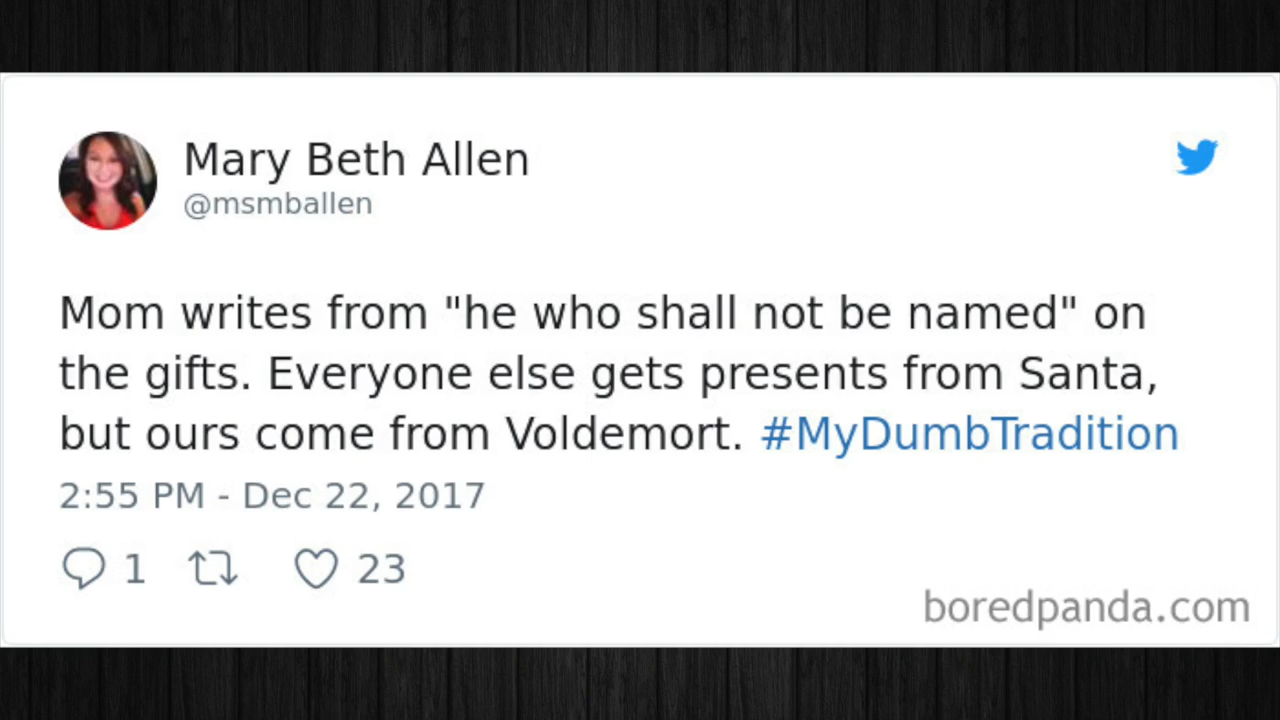 Mary Beth Allen
@msmballen
Mom writes from "he who shall not be named" on
the gifts. Everyone else gets presents from Santa,
but ours come from Voldemort. #MyDumbTradition
2:55 PM - Dec 22, 2017
1 23
boredpanda.com